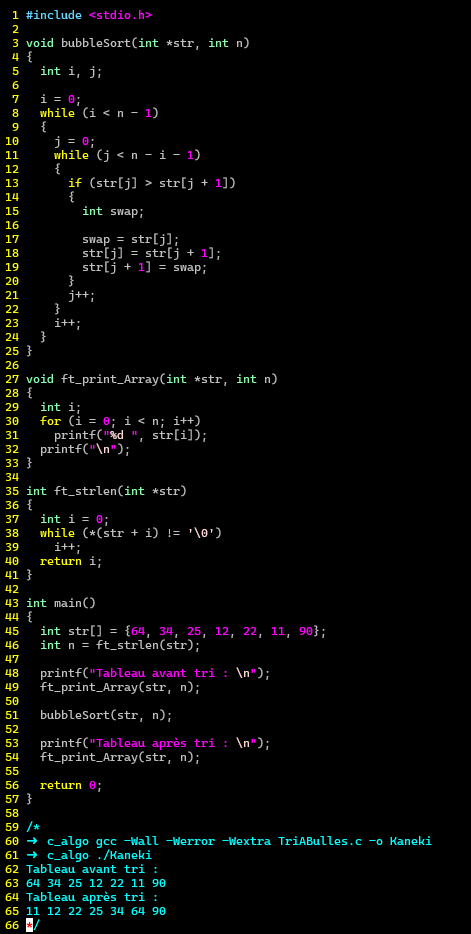 1 #include <stdio.h>
2
3 void bubbleSort(int *str, int n)
4 {
5   int i, j;
6
7   i = 0;
8   while (i < n - 1)
9   {
10     j = 0;
11     while (j < n - i - 1)
12     {
13       if (str[j] > str[j + 1])
14       {
15         int swap;
16
17         swap = str[j];
18         str[j] = str[j + 1];
19         str[j + 1] = swap;
20       }
21       j++;
22     }
23     i++;
24   }
25 }
26
27 void ft_print_Array(int *str, int n)
28 {
29   int i;
30   for (i = 0; i < n; i++)
31     printf("%d ", str[i]);
32   printf("\n");
33 }
34
35 int ft_strlen(int *str)
36 {
37   int i = 0;
38   while (*(str + i) != '\0')
39     i++;
40   return i;
41 }
42
43 int main()
44 {
45   int str[] = {64, 34, 25, 12, 22, 11, 90};
46   int n = ft_strlen(str);
47
48   printf("Tableau avant tri : \n");
49   ft_print_Array(str, n);
50
51   bubbleSort(str, n);
52
53   printf("Tableau après tri : \n");
54   ft_print_Array(str, n);
55
56   return 0;
57 }
58
59 /*
60 ➜  c_algo gcc -Wall -Werror -Wextra TriABulles.c -o Kaneki
61 ➜  c_algo ./Kaneki
62 Tableau avant tri :
63 64 34 25 12 22 11 90
64 Tableau après tri :
65 11 12 22 25 34 64 90
66 */